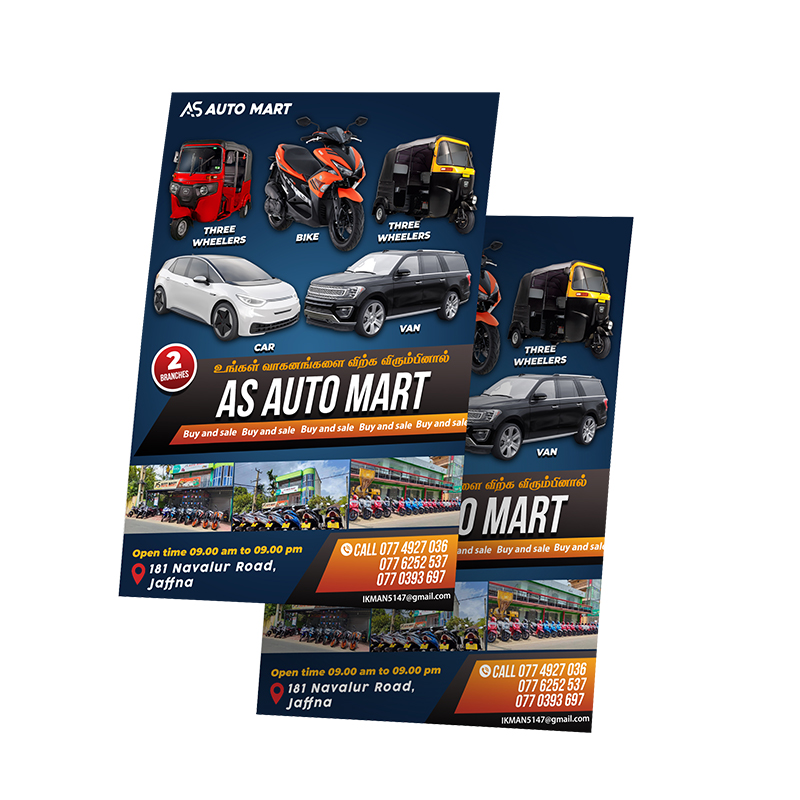 AS AUTO MART
THREE
WHEELERS
BIKE
THREE
WHEELERS
CAR
VAN
2
BRANCHES
உங்கள் வாகனங்களை விற்க விரும்பினால்
AS AUTO MART
Buy and sale Buy and sale Buy and sale Buy and sale Buy and sale
Open time 09.00 am to 09.00 pm
181 Navalur Road,
Jaffna
CALL 077 4927 036
077 6252 537
077 0393 697
IKMAN5147@gmail.com
THREE
WHEELERS
VAN
விற்க விரும்பினால்
O MART
and sale Buy and sale Buy and sale
Open time 09.00 am to 09.00 pm
181 Navalur Road,
Jaffna
CALL 077 4927 036
077 6252 537
077 0393 697
IKMAN5147@gmail.com